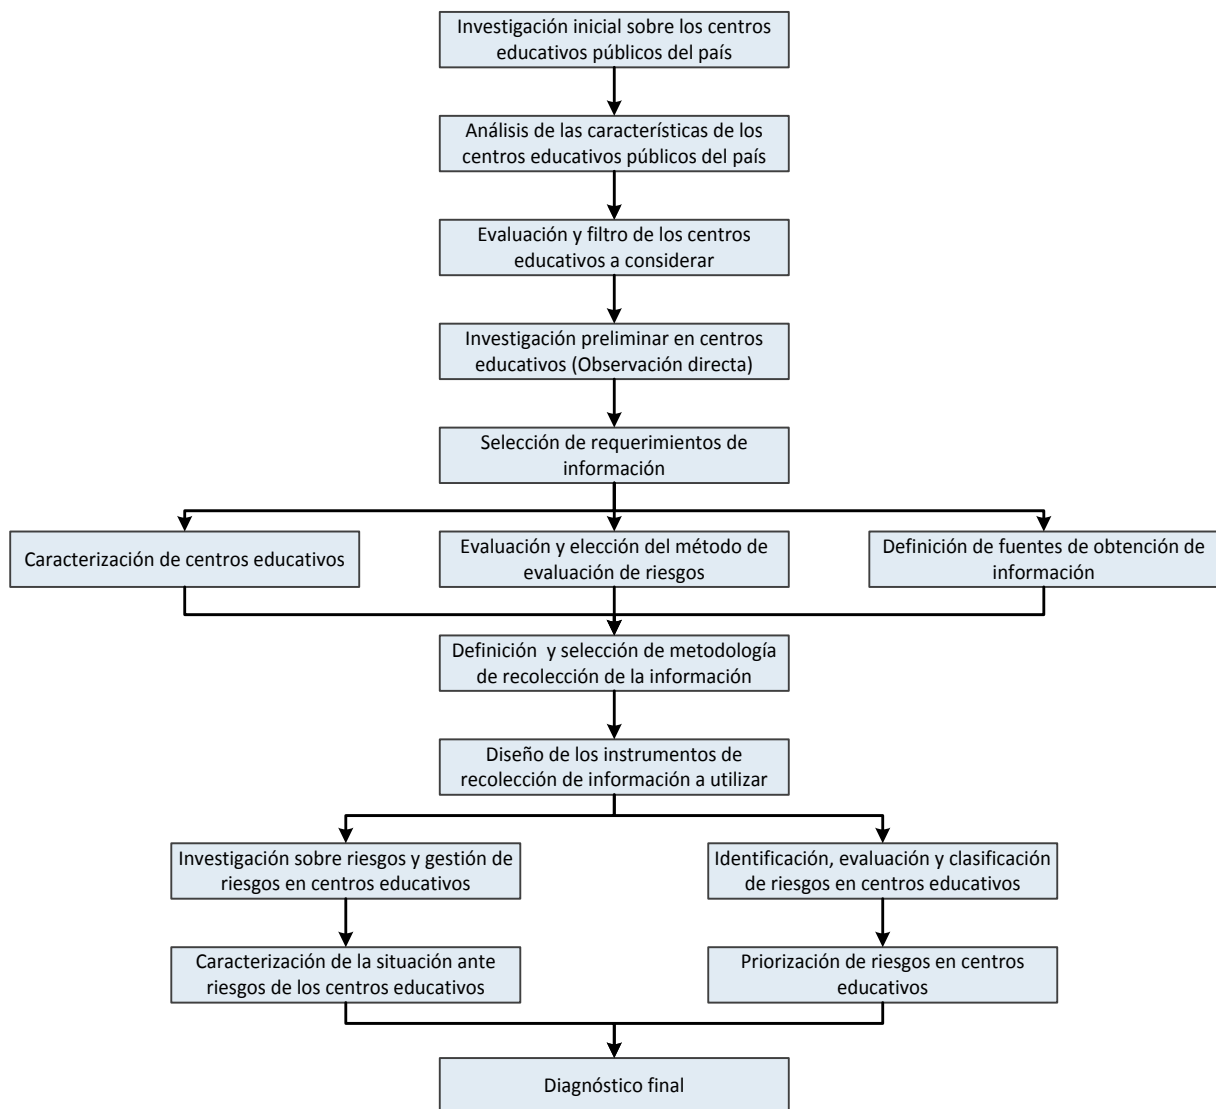 Investigación inicial sobre los centros
educativos públicos del país
Análisis de las características de los
centros educativos públicos del país
Evaluación y filtro de los centros
educativos a considerar
Investigación preliminar en centros
educativos (Observación directa)
Selección de requerimientos de
información
Caracterización de centros educativos
Evaluación y elección del método de
evaluación de riesgos
Definición de fuentes de obtención de
información
Definición  y selección de metodología
de recolección de la información
Diseño de los instrumentos de
recolección de información a utilizar
Investigación sobre riesgos y gestión de
riesgos en centros educativos
Identificación, evaluación y clasificación
de riesgos en centros educativos
Caracterización de la situación ante
riesgos de los centros educativos
Priorización de riesgos en centros
educativos
Diagnóstico final